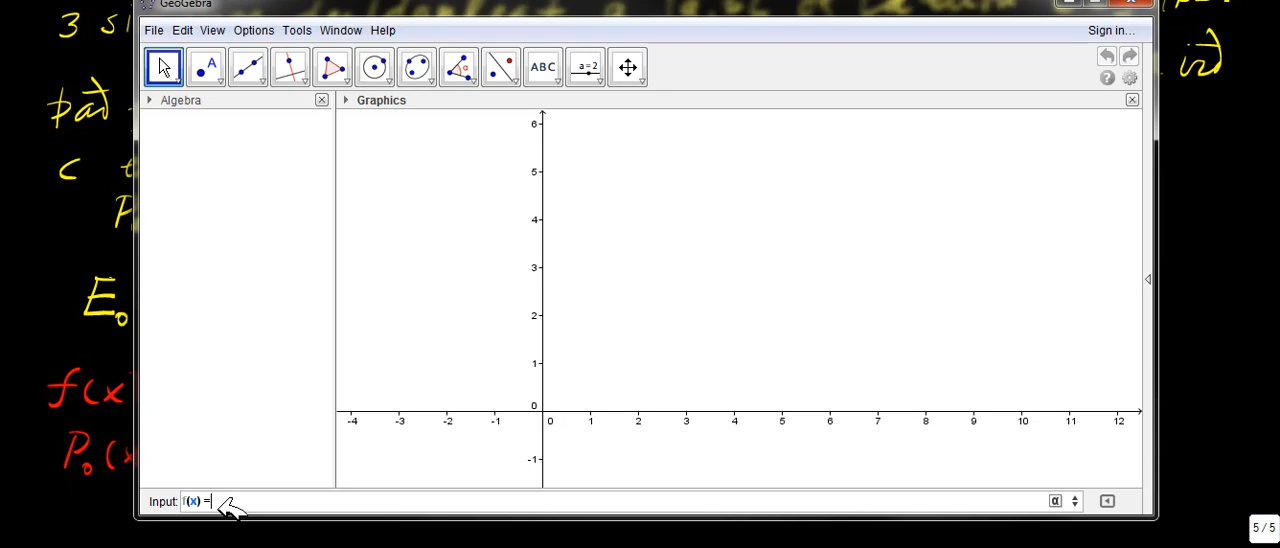 GeoGebra
File Edit View Options Tools Window Help Sign in...
A ABC a=2
Algebra Graphics
6
5
4
3
2
1
0
-4 -3 -2 -1 0 1 2 3 4 5 6 7 8 9 10 11 12
-1
Input: f(x) = α
3
c
E₀
f(x
P₀(x
5/5